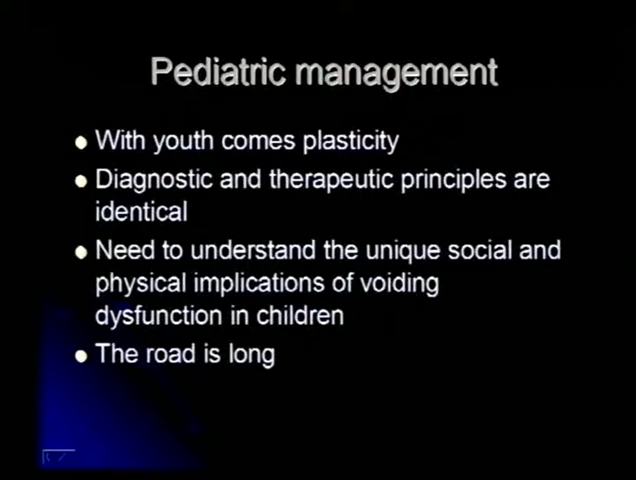 Pediatric management
With youth comes plasticity
Diagnostic and therapeutic principles are
identical
Need to understand the unique social and
physical implications of voiding
dysfunction in children
The road is long